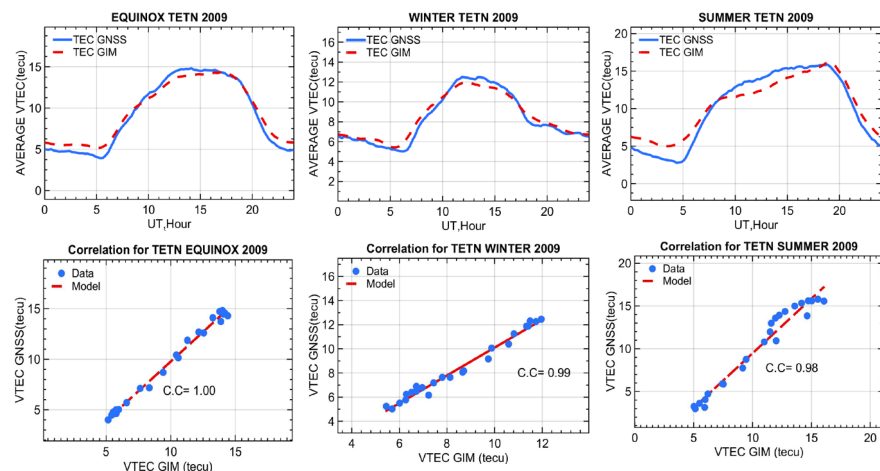 EQUINOX TETN 2009
20
15
10
5
0
AVERAGE VTEC(tecu)
TEC GNSS
TEC GIM
0 5 10 15 20
UT,Hour
WINTER TETN 2009
16
14
12
10
8
6
4
2
AVERAGE VTEC(tecu)
TEC GNSS
TEC GIM
0 5 10 15 20
UT,Hour
SUMMER TETN 2009
20
15
10
5
0
AVERAGE VTEC(tecu)
TEC GNSS
TEC GIM
0 5 10 15 20
UT,Hour
Correlation for TETN EQUINOX 2009
15
10
5
VTEC GNSS(tecu)
Data
Model
C.C= 1.00
0 5 10 15
VTEC GIM (tecu)
Correlation for TETN WINTER 2009
16
14
12
10
8
6
4
VTEC GNSS(tecu)
Data
Model
C.C= 0.99
4 6 8 10 12 14
VTEC GIM (tecu)
Correlation for TETN SUMMER 2009
20
15
10
5
0
VTEC GNSS(tecu)
Data
Model
C.C= 0.98
0 5 10 15 20
VTEC GIM (tecu)